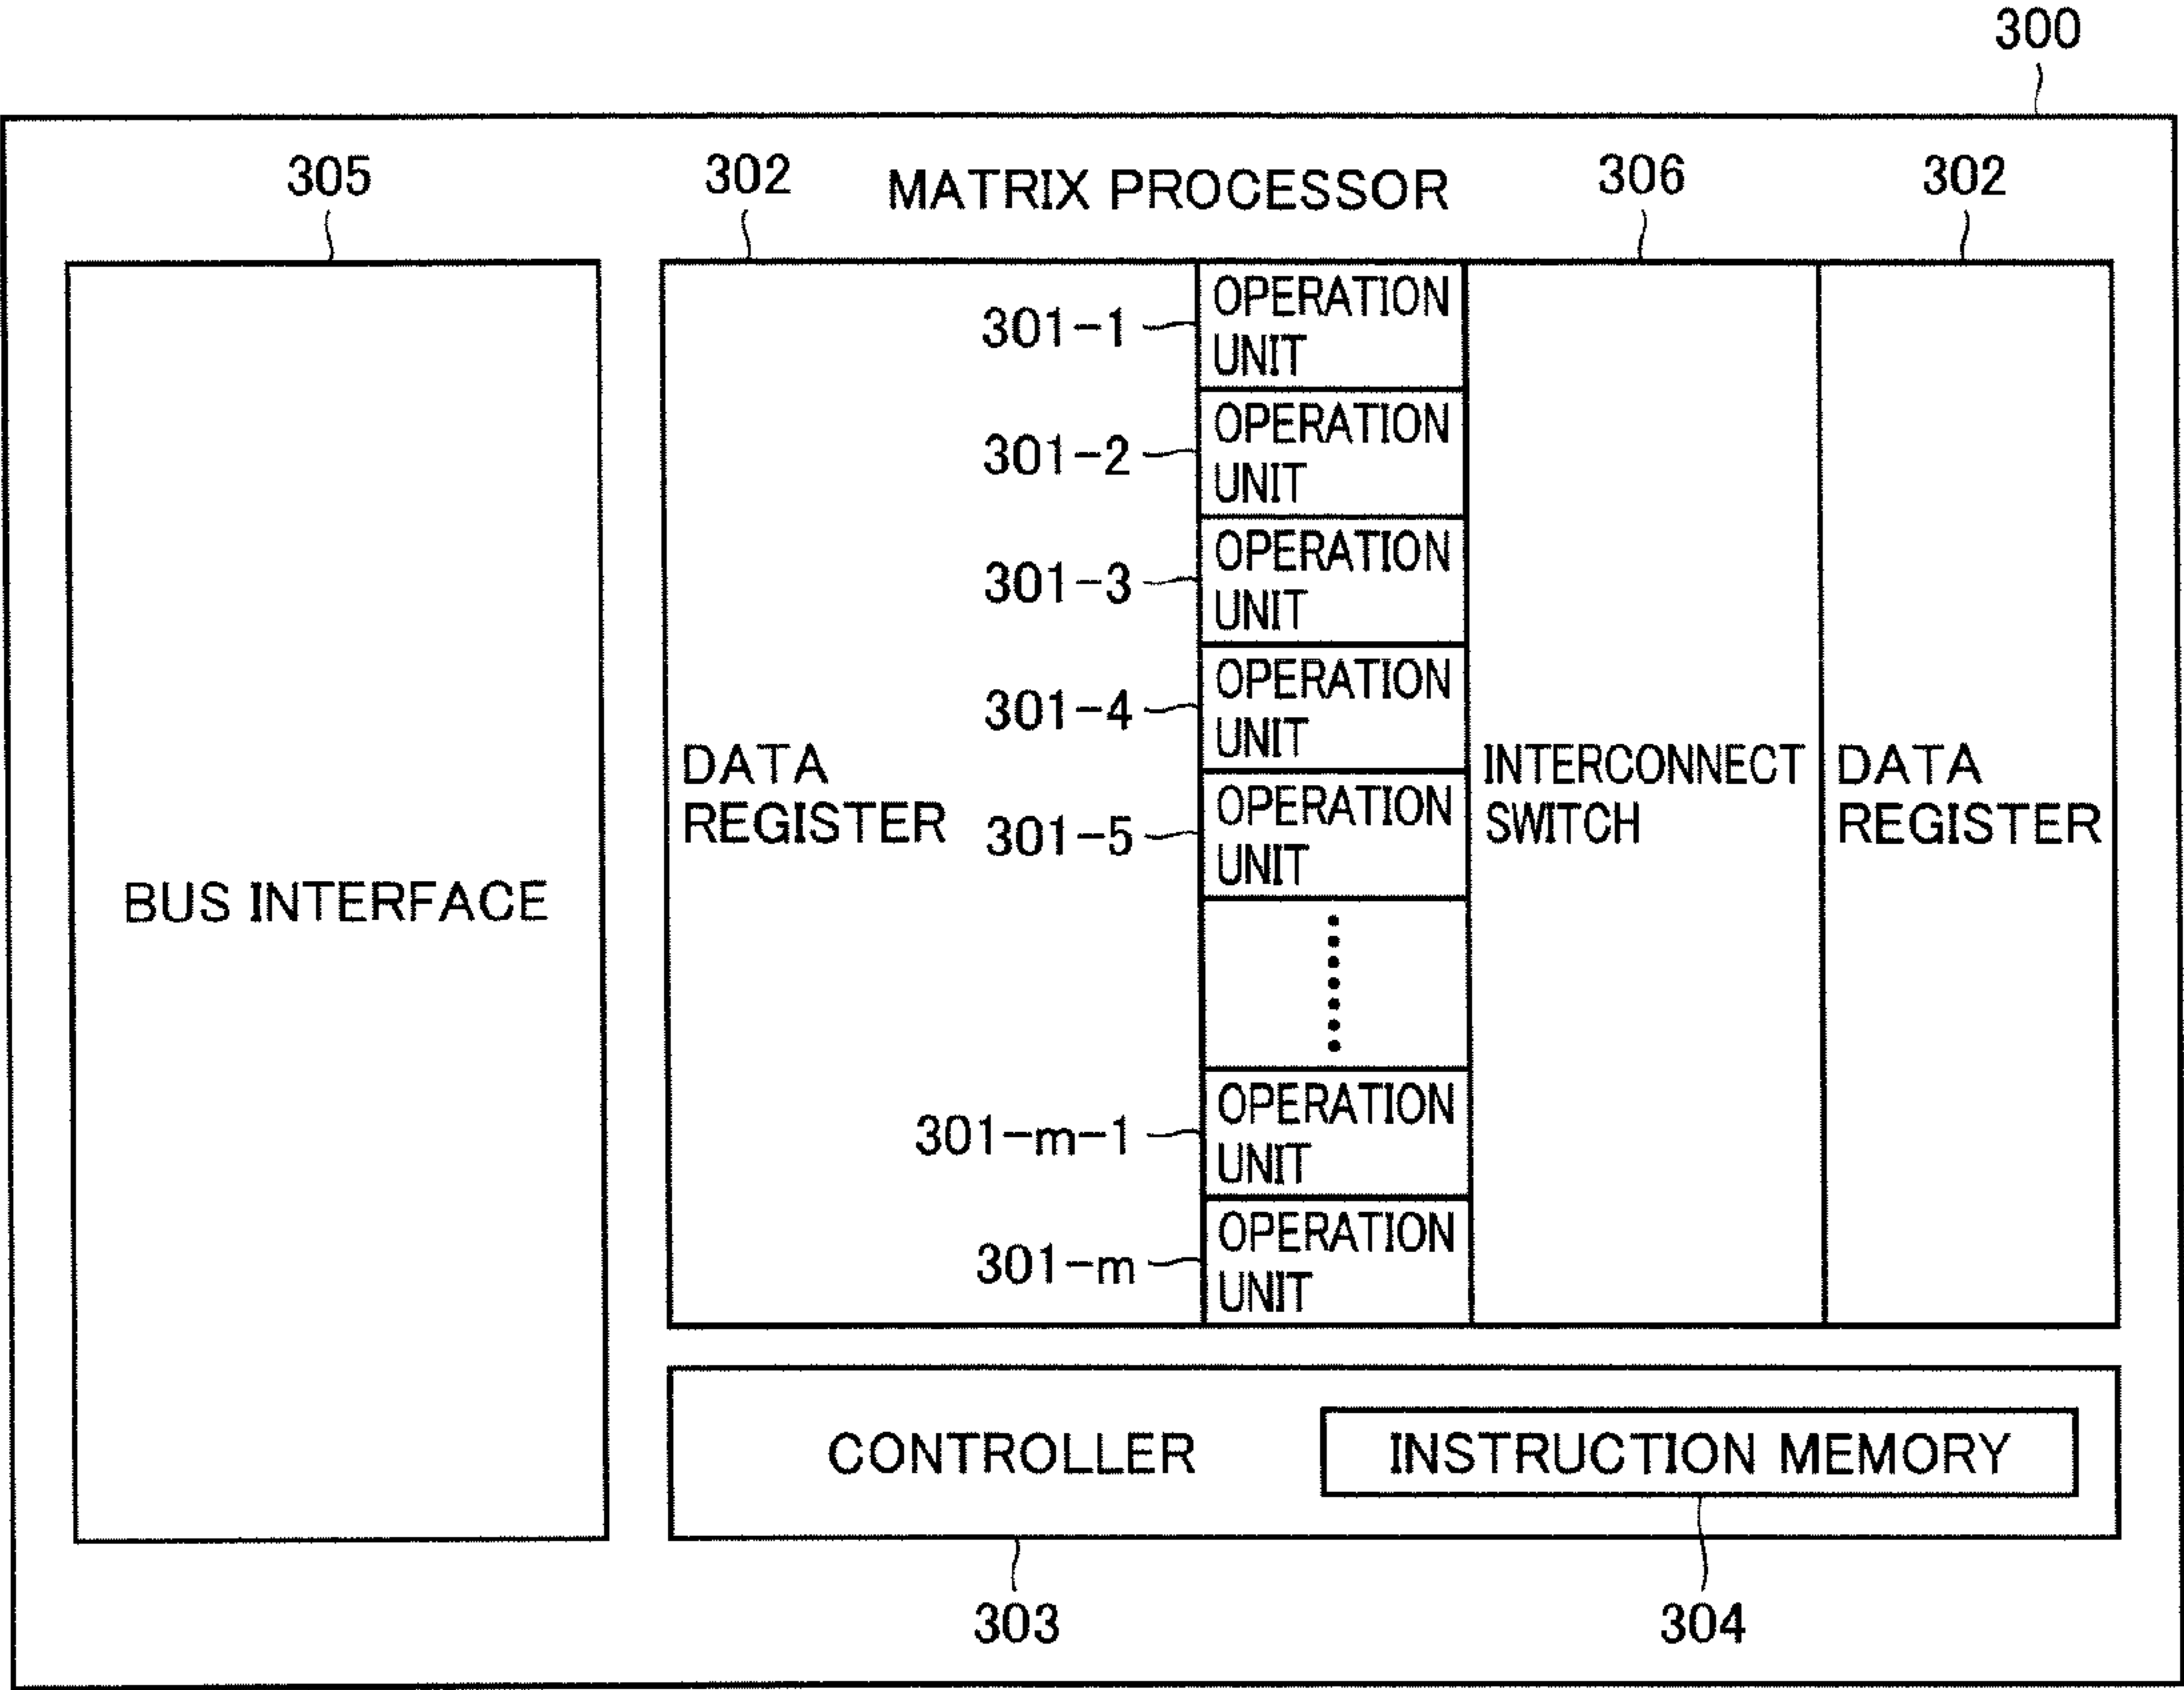 300
305
302
MATRIX PROCESSOR
306
302
301-1
OPERATION
UNIT
301-2
OPERATION
UNIT
301-3
OPERATION
UNIT
301-4
OPERATION
UNIT
301-5
OPERATION
UNIT
301-m-1
OPERATION
UNIT
301-m
OPERATION
UNIT
BUS INTERFACE
DATA
REGISTER
INTERCONNECT
SWITCH
DATA
REGISTER
CONTROLLER
INSTRUCTION MEMORY
303
304